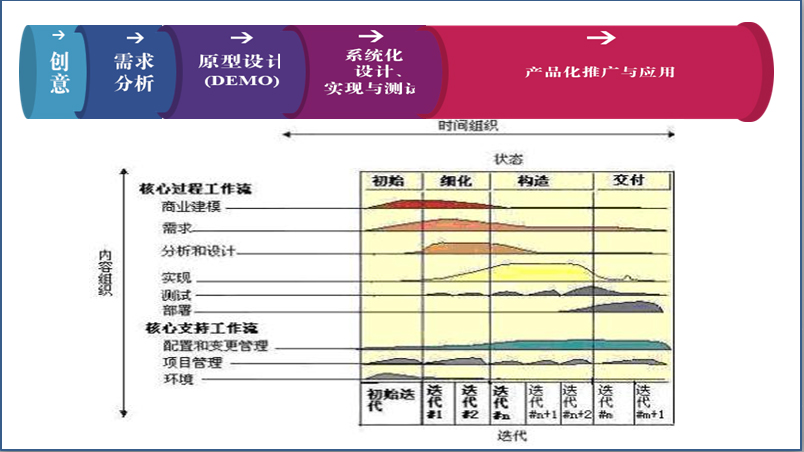 创
意
需求
分析
原型设计
(DEMO)
系统化
设计、
实现与测试
产品化推广与应用
时间组织
状态
初始 细化 构造 交付
核心过程工作流
商业建模
需求
分析和设计
实现
测试
部署
核心支持工作流
配置和变更管理
项目管理
环境
内容组织
初始迭
代
迭
代
#1
迭
代
#2
迭
代
#n
迭
代
#n+1
迭
代
#n+2
迭
代
#m
迭
代
#m+1
迭代